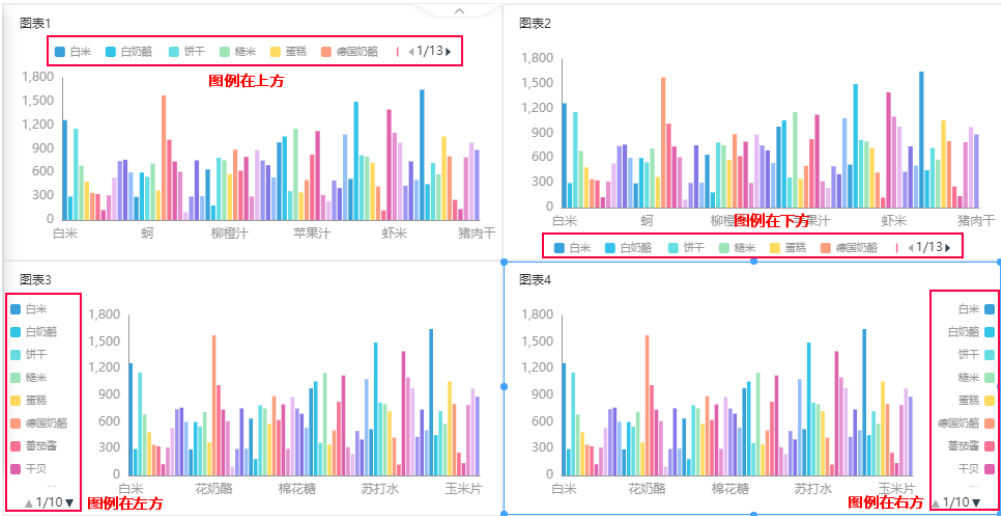 图表1
白米 白奶酪 饼干 糙米 蛋糕 德国奶酪 1/13
图例在上方
1,800
1,500
1,200
900
600
300
0
白米 蚵 柳橙汁 苹果汁 虾米 猪肉干
图表2
1,800
1,500
1,200
900
600
300
0
白米 蚵 柳橙汁 苹果汁 虾米 猪肉干
图例在下方
白米 白奶酪 饼干 糙米 蛋糕 德国奶酪 1/13
图表3
白米
白奶酪
饼干
糙米
蛋糕
德国奶酪
蕃茄酱
干贝
...
1/10
图例在左方
1,800
1,500
1,200
900
600
300
0
白米 花奶酪 棉花糖 苏打水 玉米片
图表4
1,800
1,500
1,200
900
600
300
0
白米 花奶酪 棉花糖 苏打水 玉米片
白米
白奶酪
饼干
糙米
蛋糕
德国奶酪
蕃茄酱
干贝
...
1/10
图例在右方